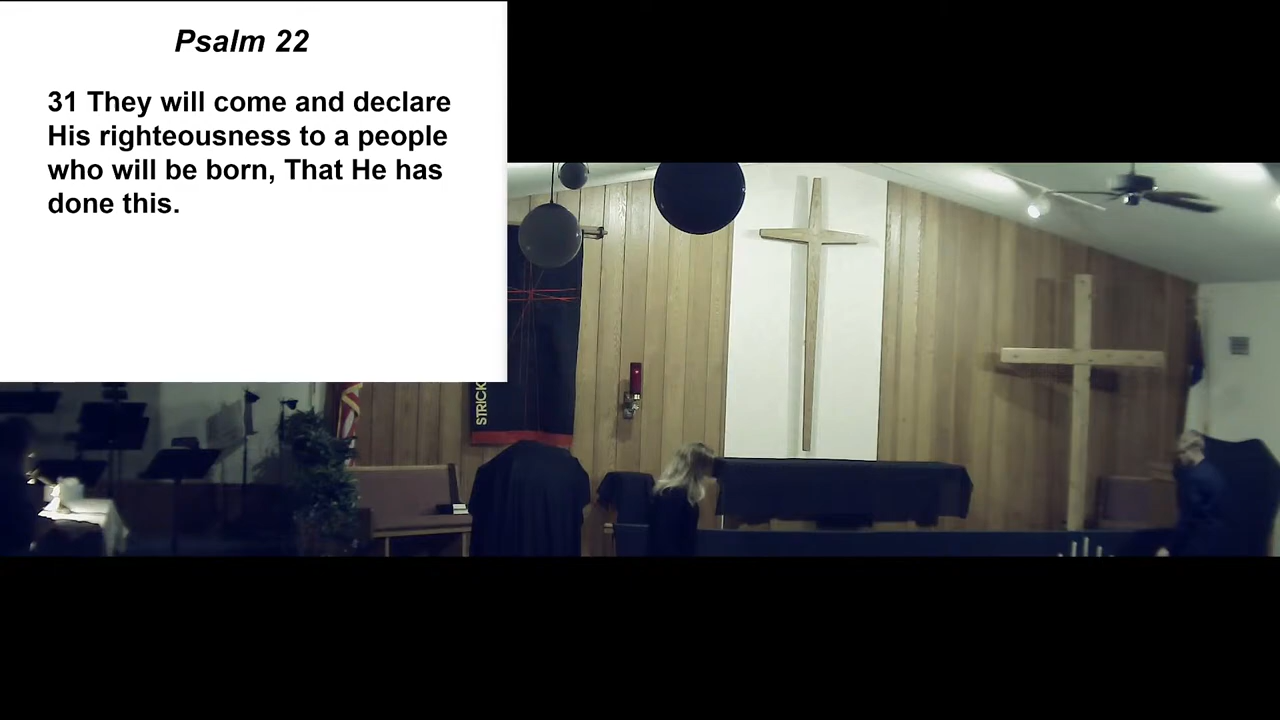 Psalm 22
31 They will come and declare
His righteousness to a people
who will be born, That He has
done this.
STRICK